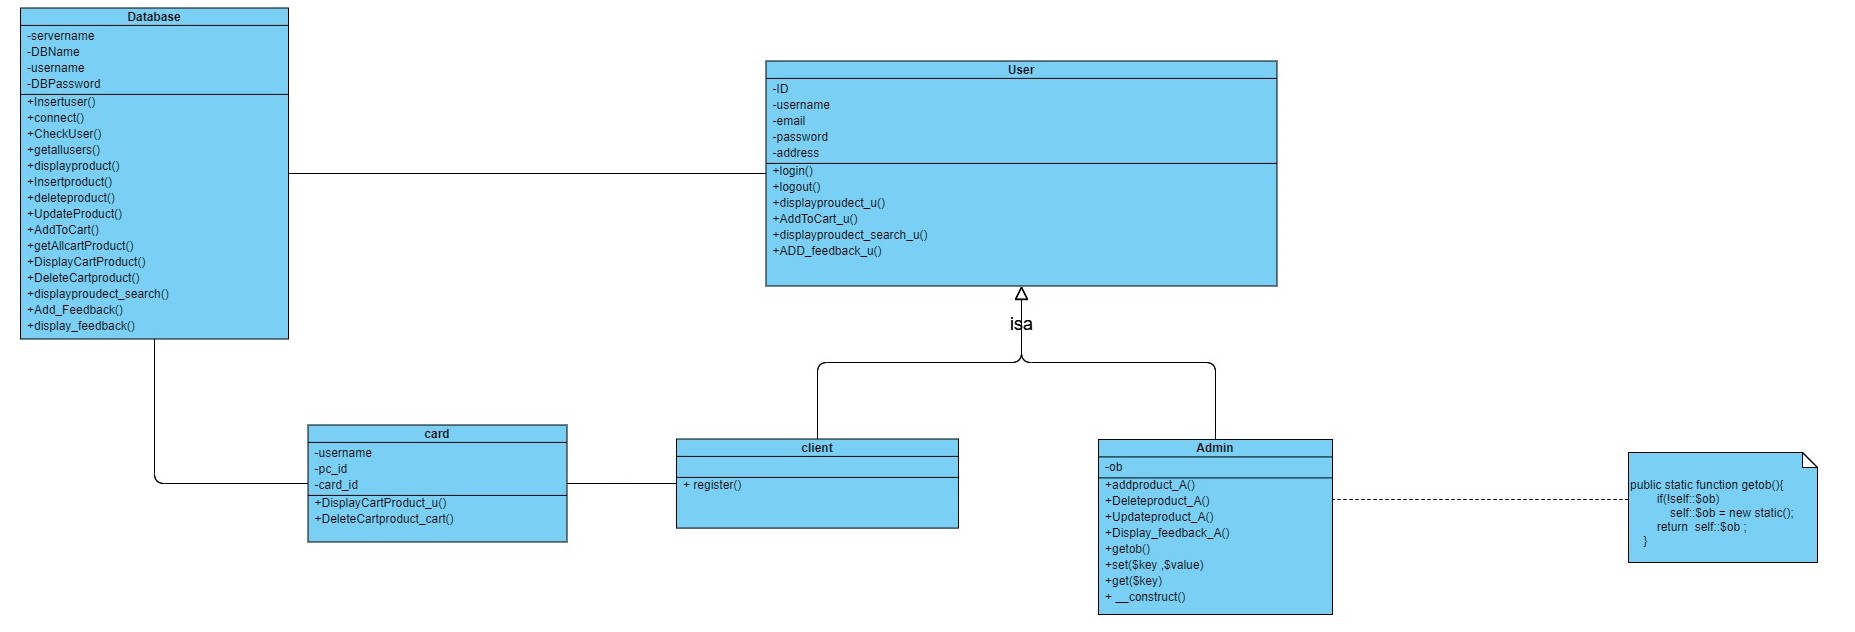 Database
-servername
-DBName
-username
-DBPassword
+Insertuser()
+connect()
+CheckUser()
+getallusers()
+displayproduct()
+Insertproduct()
+deleteproduct()
+UpdateProduct()
+AddToCart()
+getAllcartProduct()
+DisplayCartProduct()
+DeleteCartproduct()
+displayproudect_search()
+Add_Feedback()
+display_feedback()
User
-ID
-username
-email
-password
-address
+login()
+logout()
+displayproudect_u()
+AddToCart_u()
+displayproudect_search_u()
+ADD_feedback_u()
isa
card
-username
-pc_id
-card_id
+DisplayCartProduct_u()
+DeleteCartproduct_cart()
client
+ register()
Admin
-ob
+addproduct_A()
+Deleteproduct_A()
+Updateproduct_A()
+Display_feedback_A()
+getob()
+set($key ,$value)
+get($key)
+ __construct()
public static function getob(){
if(!self::$ob)
self::$ob = new static();
return  self::$ob ;
}